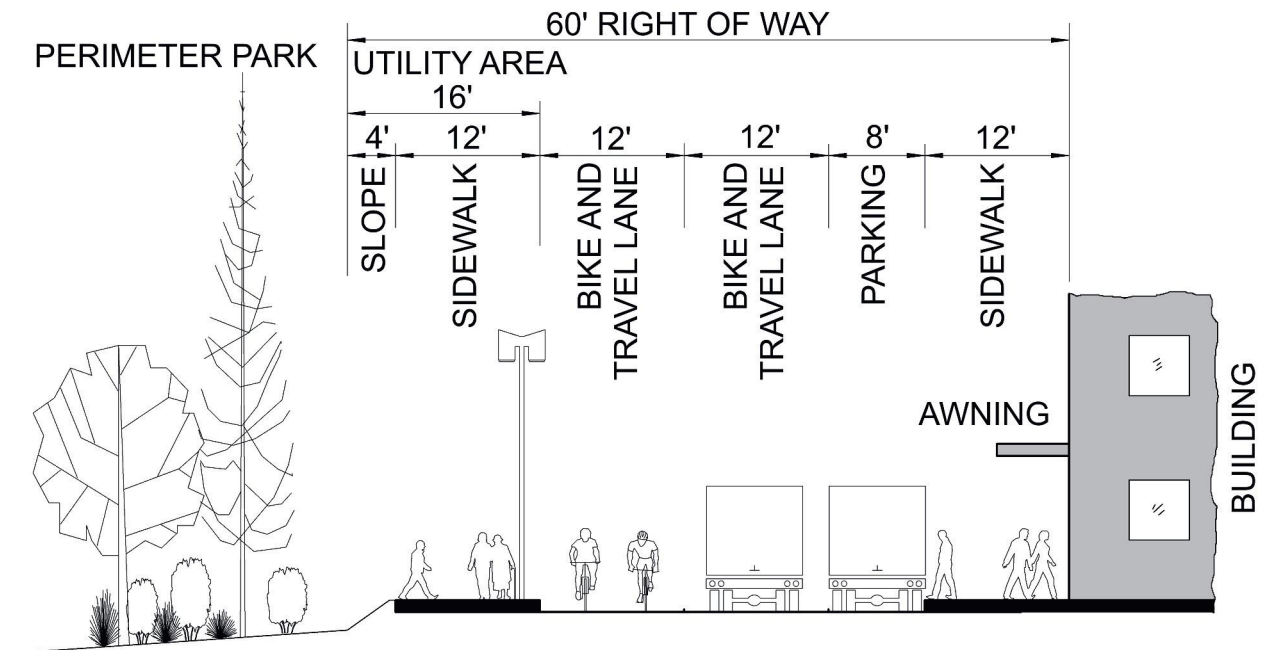 60' RIGHT OF WAY
PERIMETER PARK
UTILITY AREA
16'
4'
12'
12'
12'
8'
12'
SLOPE
SIDEWALK
BIKE AND
TRAVEL LANE
BIKE AND
TRAVEL LANE
PARKING
SIDEWALK
AWNING
BUILDING